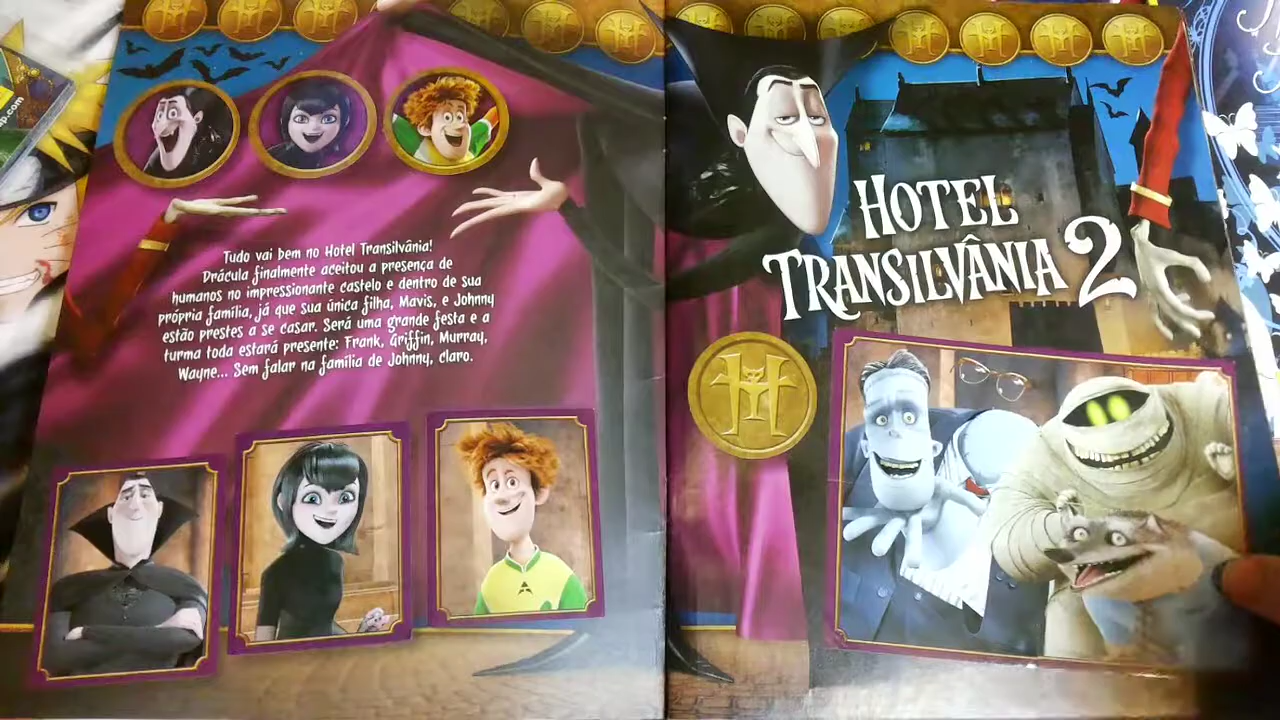 Tudo vai bem no Hotel Transilvânia!
Drácula finalmente aceitou a presença de
humanos no impressionante castelo e dentro de sua
própria família, já que sua única filha, Mavis, e Johnny
estão prestes a se casar. Será uma grande festa e a
turma toda estará presente: Frank, Griffin, Murray,
Wayne... Sem falar na família de Johnny, claro.
HOTEL
TRANSILVÂNIA 2